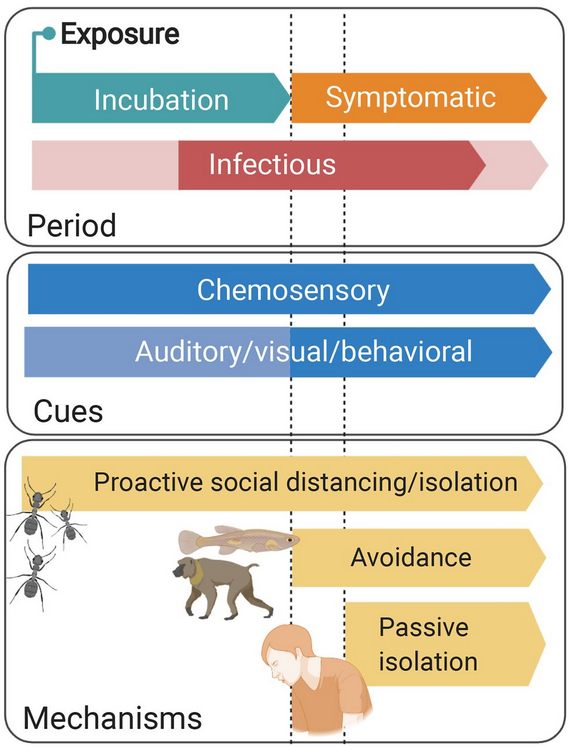 Exposure
Incubation
Symptomatic
Infectious
Period
Chemosensory
Auditory/visual/behavioral
Cues
Proactive social distancing/isolation
Avoidance
Passive
isolation
Mechanisms